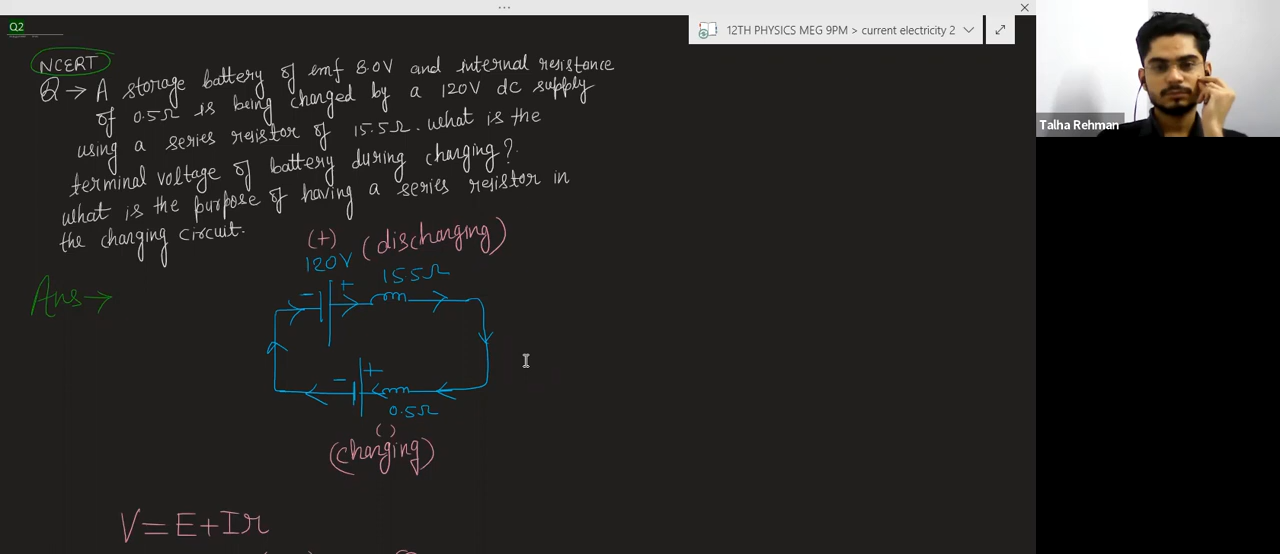 Q2
12TH PHYSICS MEG 9PM > current electricity 2
NCERT
Q → A storage battery of emf 8.0V and internal resistance
of 0.5Ω is being charged by a 120V dc supply
using a series resistor of 15.5Ω. what is the
terminal voltage of battery during charging?
what is the purpose of having a series resistor in
the charging circuit.
(+) (discharging)
120V
15.5Ω
Ans →
- +
- +
0.5Ω
( )
(charging)
V = E + Ir
Talha Rehman